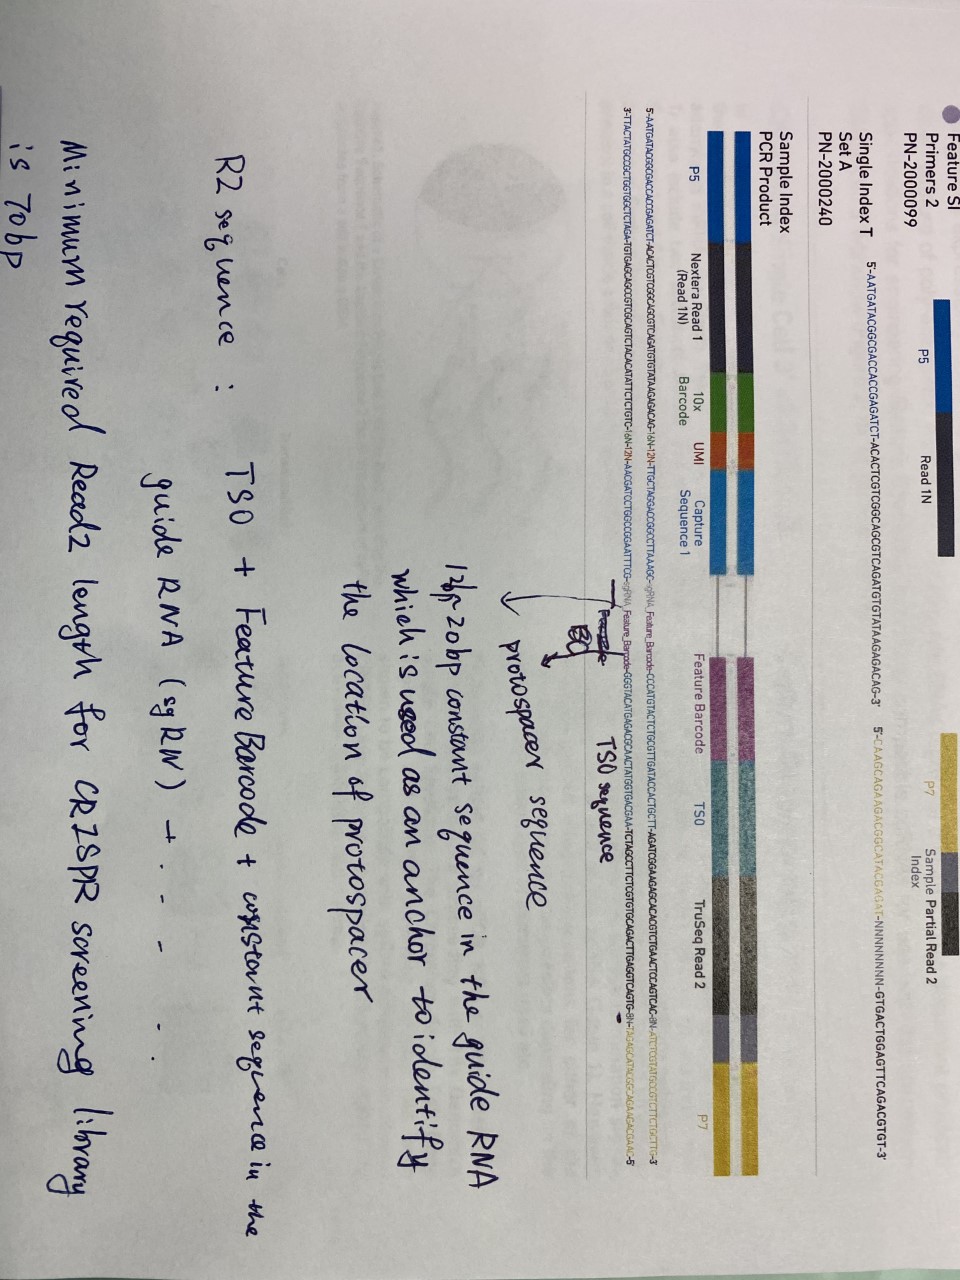 Feature SI
Primers 2
PN-2000099
P5
Read 1N
P7
Sample Index
Partial Read 2
Single Index T
Set A
PN-2000240
5'-AATGATACGGCGACCACCGAGATCT-ACACTCGTCGGCAGCGTCAGATGTGTATAAGAGACAG-3'
5'-CAAGCAGAAGACGGCATACGAGAT-NNNNNNNN-GTGACTGGAGTTCAGACGTGT-3'
Sample Index
PCR Product
P5
Nextera Read 1
(Read 1N)
10x
Barcode
UMI
Capture
Sequence 1
Feature Barcode
TSO
TruSeq Read 2
P7
5'-AATGATACGGCGACCACCGAGATCT-ACACTCGTCGGCAGCGTCAGATGTGTATAAGAGACAG-16N-12N-TTGCTAGGACCGGCCTTAAAGC-sgRNA_Feature_Barcode-CCCATGTACTCTGCGTTGATACCACTGCTT-AGATCGGAAGAGCACACGTCTGAACTCCAGTCAC-8N-ATCTCGTATGCCGTCTTCTGCTTG-3'
3'-TTACTATGCCGCTGGTGGCTCTAGA-TGTGAGCAGCCGTCGCAGTCTACACATATTCTCTGTC-16N-12N-AACGATCCTGGCCGGAATTTCG-sgRNA_Feature_Barcode-GGGTACATGAGACGCAACTATGGTGACGAA-TCTAGCCTTCTCGTGTGCAGACTTGAGGTCAGTG-8N-TAGAGCATACGGCAGAAGACGAAC-5'
TSO sequence
protospacer sequence
12bp-20bp constant sequence in the guide RNA
which is used as an anchor to identify
the location of protospacer
R2 sequence : TSO + Feature Barcode + constant sequence in the
guide RNA (sgRN) + . - - . .
Minimum required Read2 length for CRISPR screening library
is 70bp